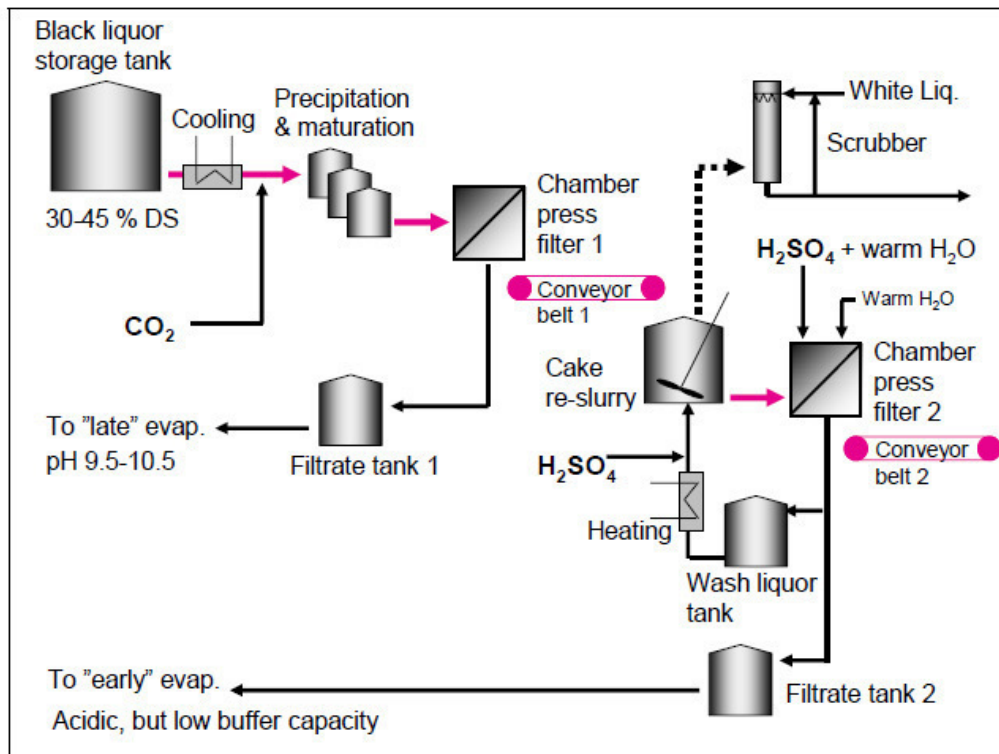 Black liquor
storage tank
Cooling
Precipitation
& maturation
30-45 % DS
CO₂
Chamber
press
filter 1
Conveyor
belt 1
White Liq.
Scrubber
H₂SO₄ + warm H₂O
Warm H₂O
Cake
re-slurry
Chamber
press
filter 2
Conveyor
belt 2
To ”late” evap.
pH 9.5-10.5
Filtrate tank 1
H₂SO₄
Heating
Wash liquor
tank
To ”early” evap.
Acidic, but low buffer capacity
Filtrate tank 2